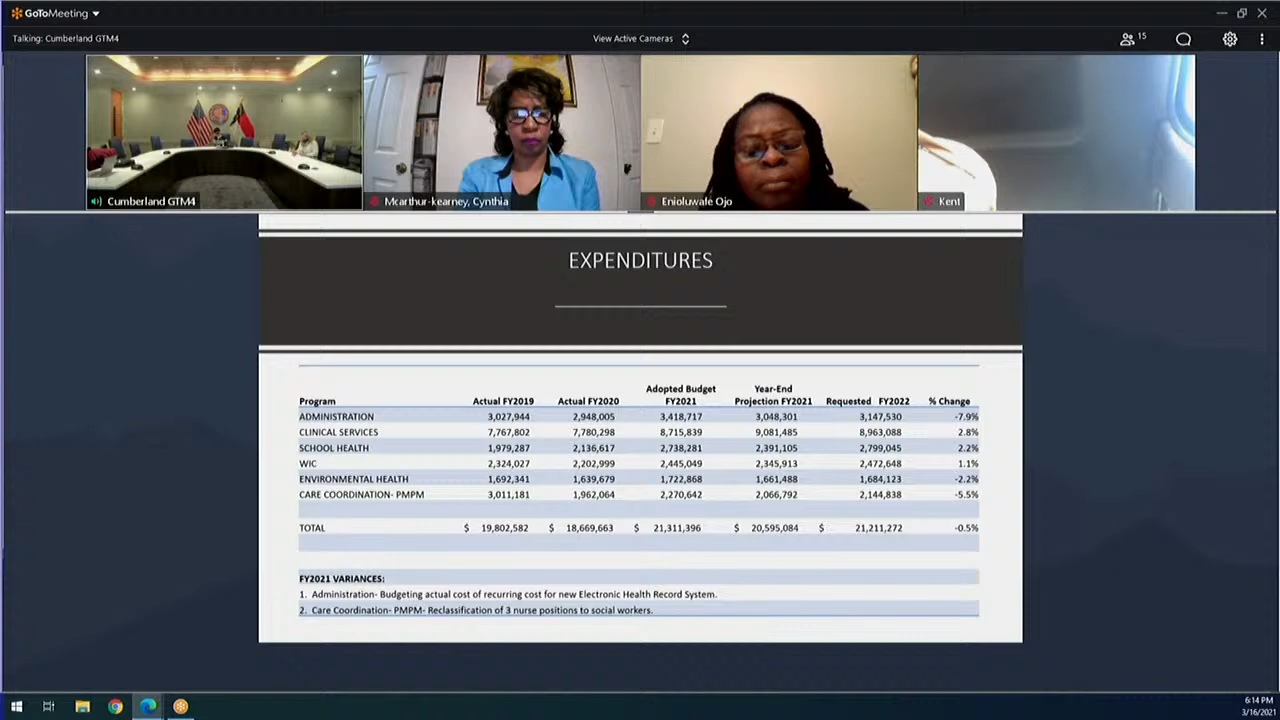 GoToMeeting
Talking: Cumberland GTM4
View Active Cameras
15
Cumberland GTM4
Mcarthur-kearney, Cynthia
Enioluwafe Ojo
Kent
EXPENDITURES
Program Actual FY2019 Actual FY2020 Adopted Budget FY2021 Year-End Projection FY2021 Requested FY2022 % Change
ADMINISTRATION 3,027,944 2,948,005 3,418,717 3,048,301 3,147,530 -7.9%
CLINICAL SERVICES 7,767,802 7,780,298 8,715,839 9,081,485 8,963,088 2.8%
SCHOOL HEALTH 1,979,287 2,136,617 2,738,281 2,391,105 2,799,045 2.2%
WIC 2,324,027 2,202,999 2,445,049 2,345,913 2,472,648 1.1%
ENVIRONMENTAL HEALTH 1,692,341 1,639,679 1,722,868 1,661,488 1,684,123 -2.2%
CARE COORDINATION- PMPM 3,011,181 1,962,064 2,270,642 2,066,792 2,144,838 -5.5%
TOTAL $ 19,802,582 $ 18,669,663 $ 21,311,396 $ 20,595,084 $ 21,211,272 -0.5%
FY2021 VARIANCES:
1. Administration- Budgeting actual cost of recurring cost for new Electronic Health Record System.
2. Care Coordination- PMPM- Reclassification of 3 nurse positions to social workers.
6:14 PM
3/16/2021